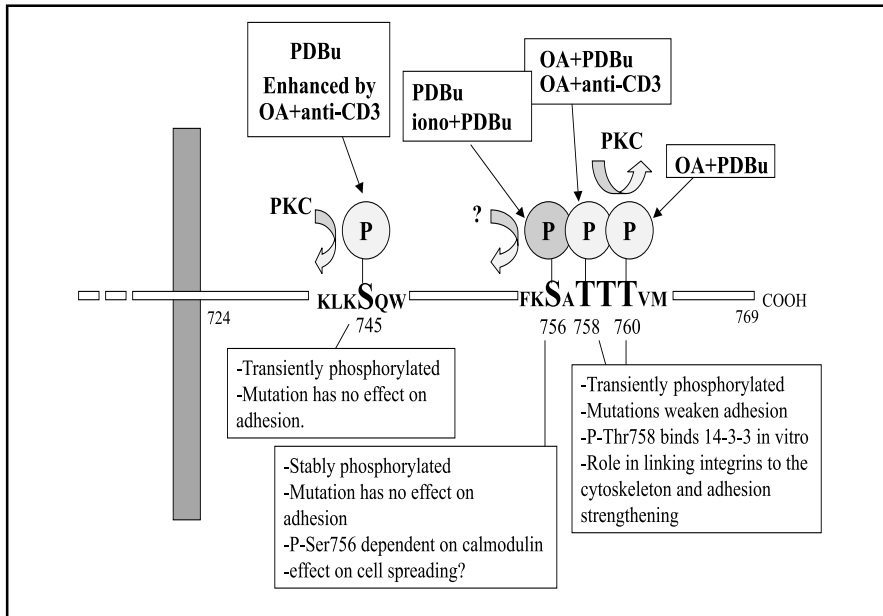 PDBu
Enhanced by
OA+anti-CD3
PDBu
iono+PDBu
OA+PDBu
OA+anti-CD3
PKC
OA+PDBu
PKC
P
?
P
P
P
KLKSQW
FKSATTTVM
COOH
724
745
756
758
760
769
-Transiently phosphorylated
-Mutation has no effect on
adhesion.
-Stably phosphorylated
-Mutation has no effect on
adhesion
-P-Ser756 dependent on calmodulin
-effect on cell spreading?
-Transiently phosphorylated
-Mutations weaken adhesion
-P-Thr758 binds 14-3-3 in vitro
-Role in linking integrins to the
cytoskeleton and adhesion
strengthening